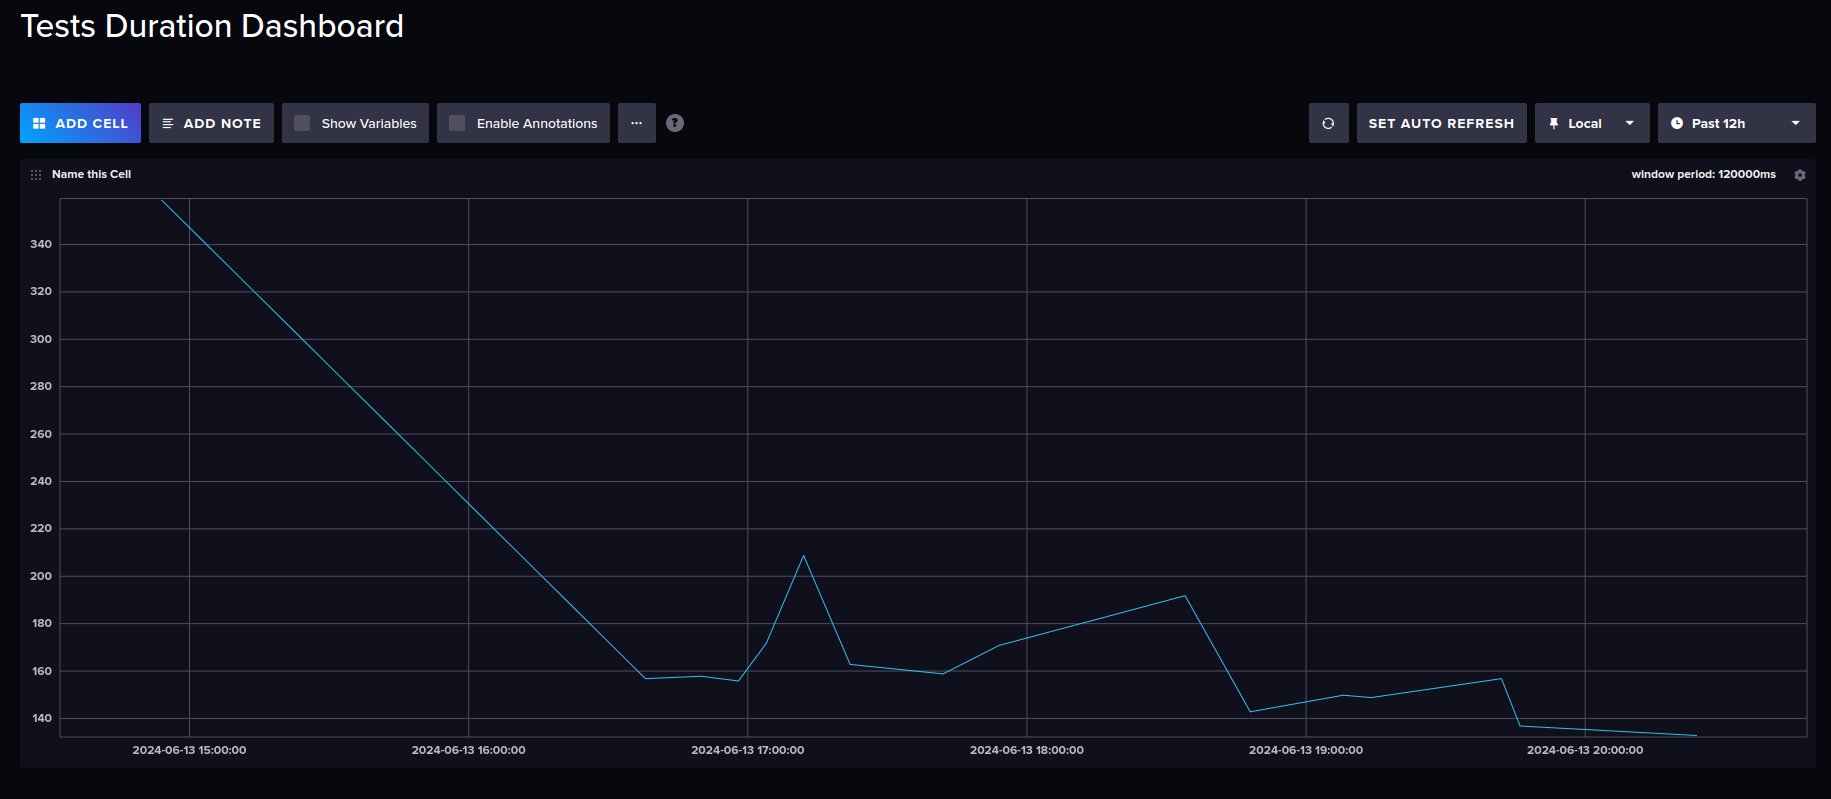 Tests Duration Dashboard
ADD CELL ADD NOTE Show Variables Enable Annotations ... ? SET AUTO REFRESH Local Past 12h
Name this Cell window period: 120000ms
340
320
300
280
260
240
220
200
180
160
140
2024-06-13 15:00:00 2024-06-13 16:00:00 2024-06-13 17:00:00 2024-06-13 18:00:00 2024-06-13 19:00:00 2024-06-13 20:00:00